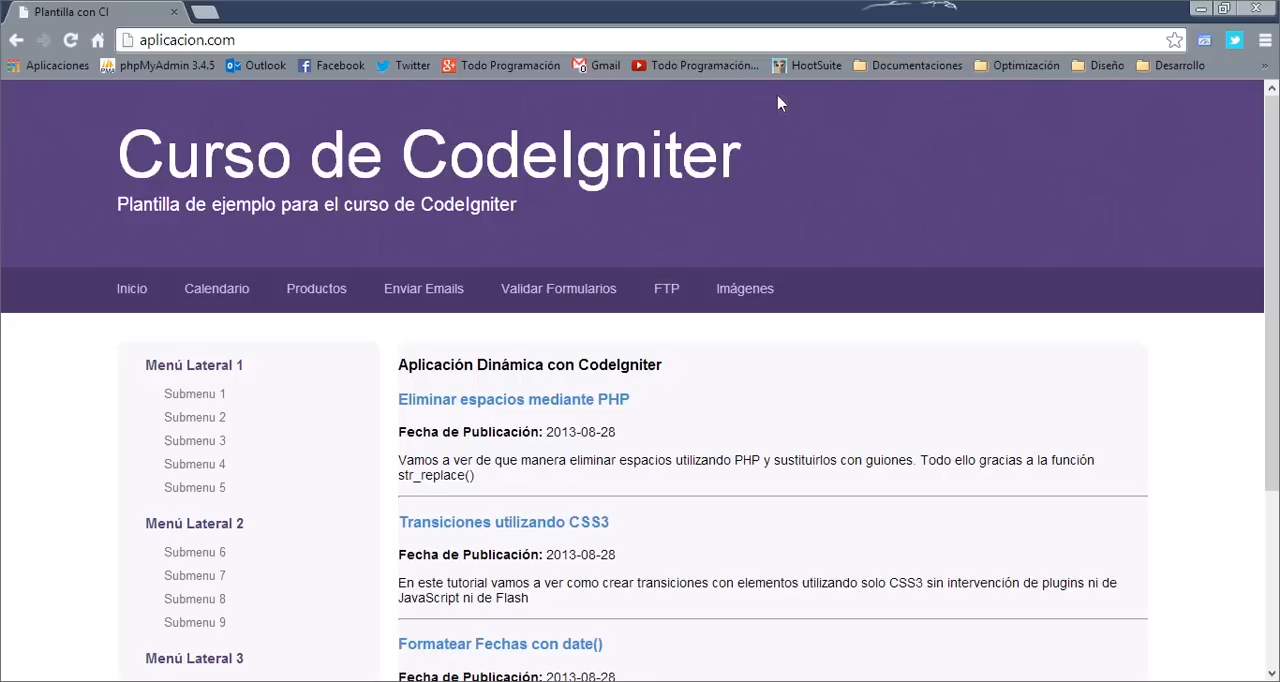 Plantilla con CI
aplicacion.com
Aplicaciones phpMyAdmin 3.4.5 Outlook Facebook Twitter Todo Programación Gmail Todo Programación... HootSuite Documentaciones Optimización Diseño Desarrollo »
Curso de CodeIgniter
Plantilla de ejemplo para el curso de CodeIgniter
Inicio Calendario Productos Enviar Emails Validar Formularios FTP Imágenes
Menú Lateral 1
Submenu 1
Submenu 2
Submenu 3
Submenu 4
Submenu 5
Menú Lateral 2
Submenu 6
Submenu 7
Submenu 8
Submenu 9
Menú Lateral 3
Aplicación Dinámica con CodeIgniter
Eliminar espacios mediante PHP
Fecha de Publicación: 2013-08-28
Vamos a ver de que manera eliminar espacios utilizando PHP y sustituirlos con guiones. Todo ello gracias a la función
str_replace()
Transiciones utilizando CSS3
Fecha de Publicación: 2013-08-28
En este tutorial vamos a ver como crear transiciones con elementos utilizando solo CSS3 sin intervención de plugins ni de
JavaScript ni de Flash
Formatear Fechas con date()
Fecha de Publicación: 2013-08-28